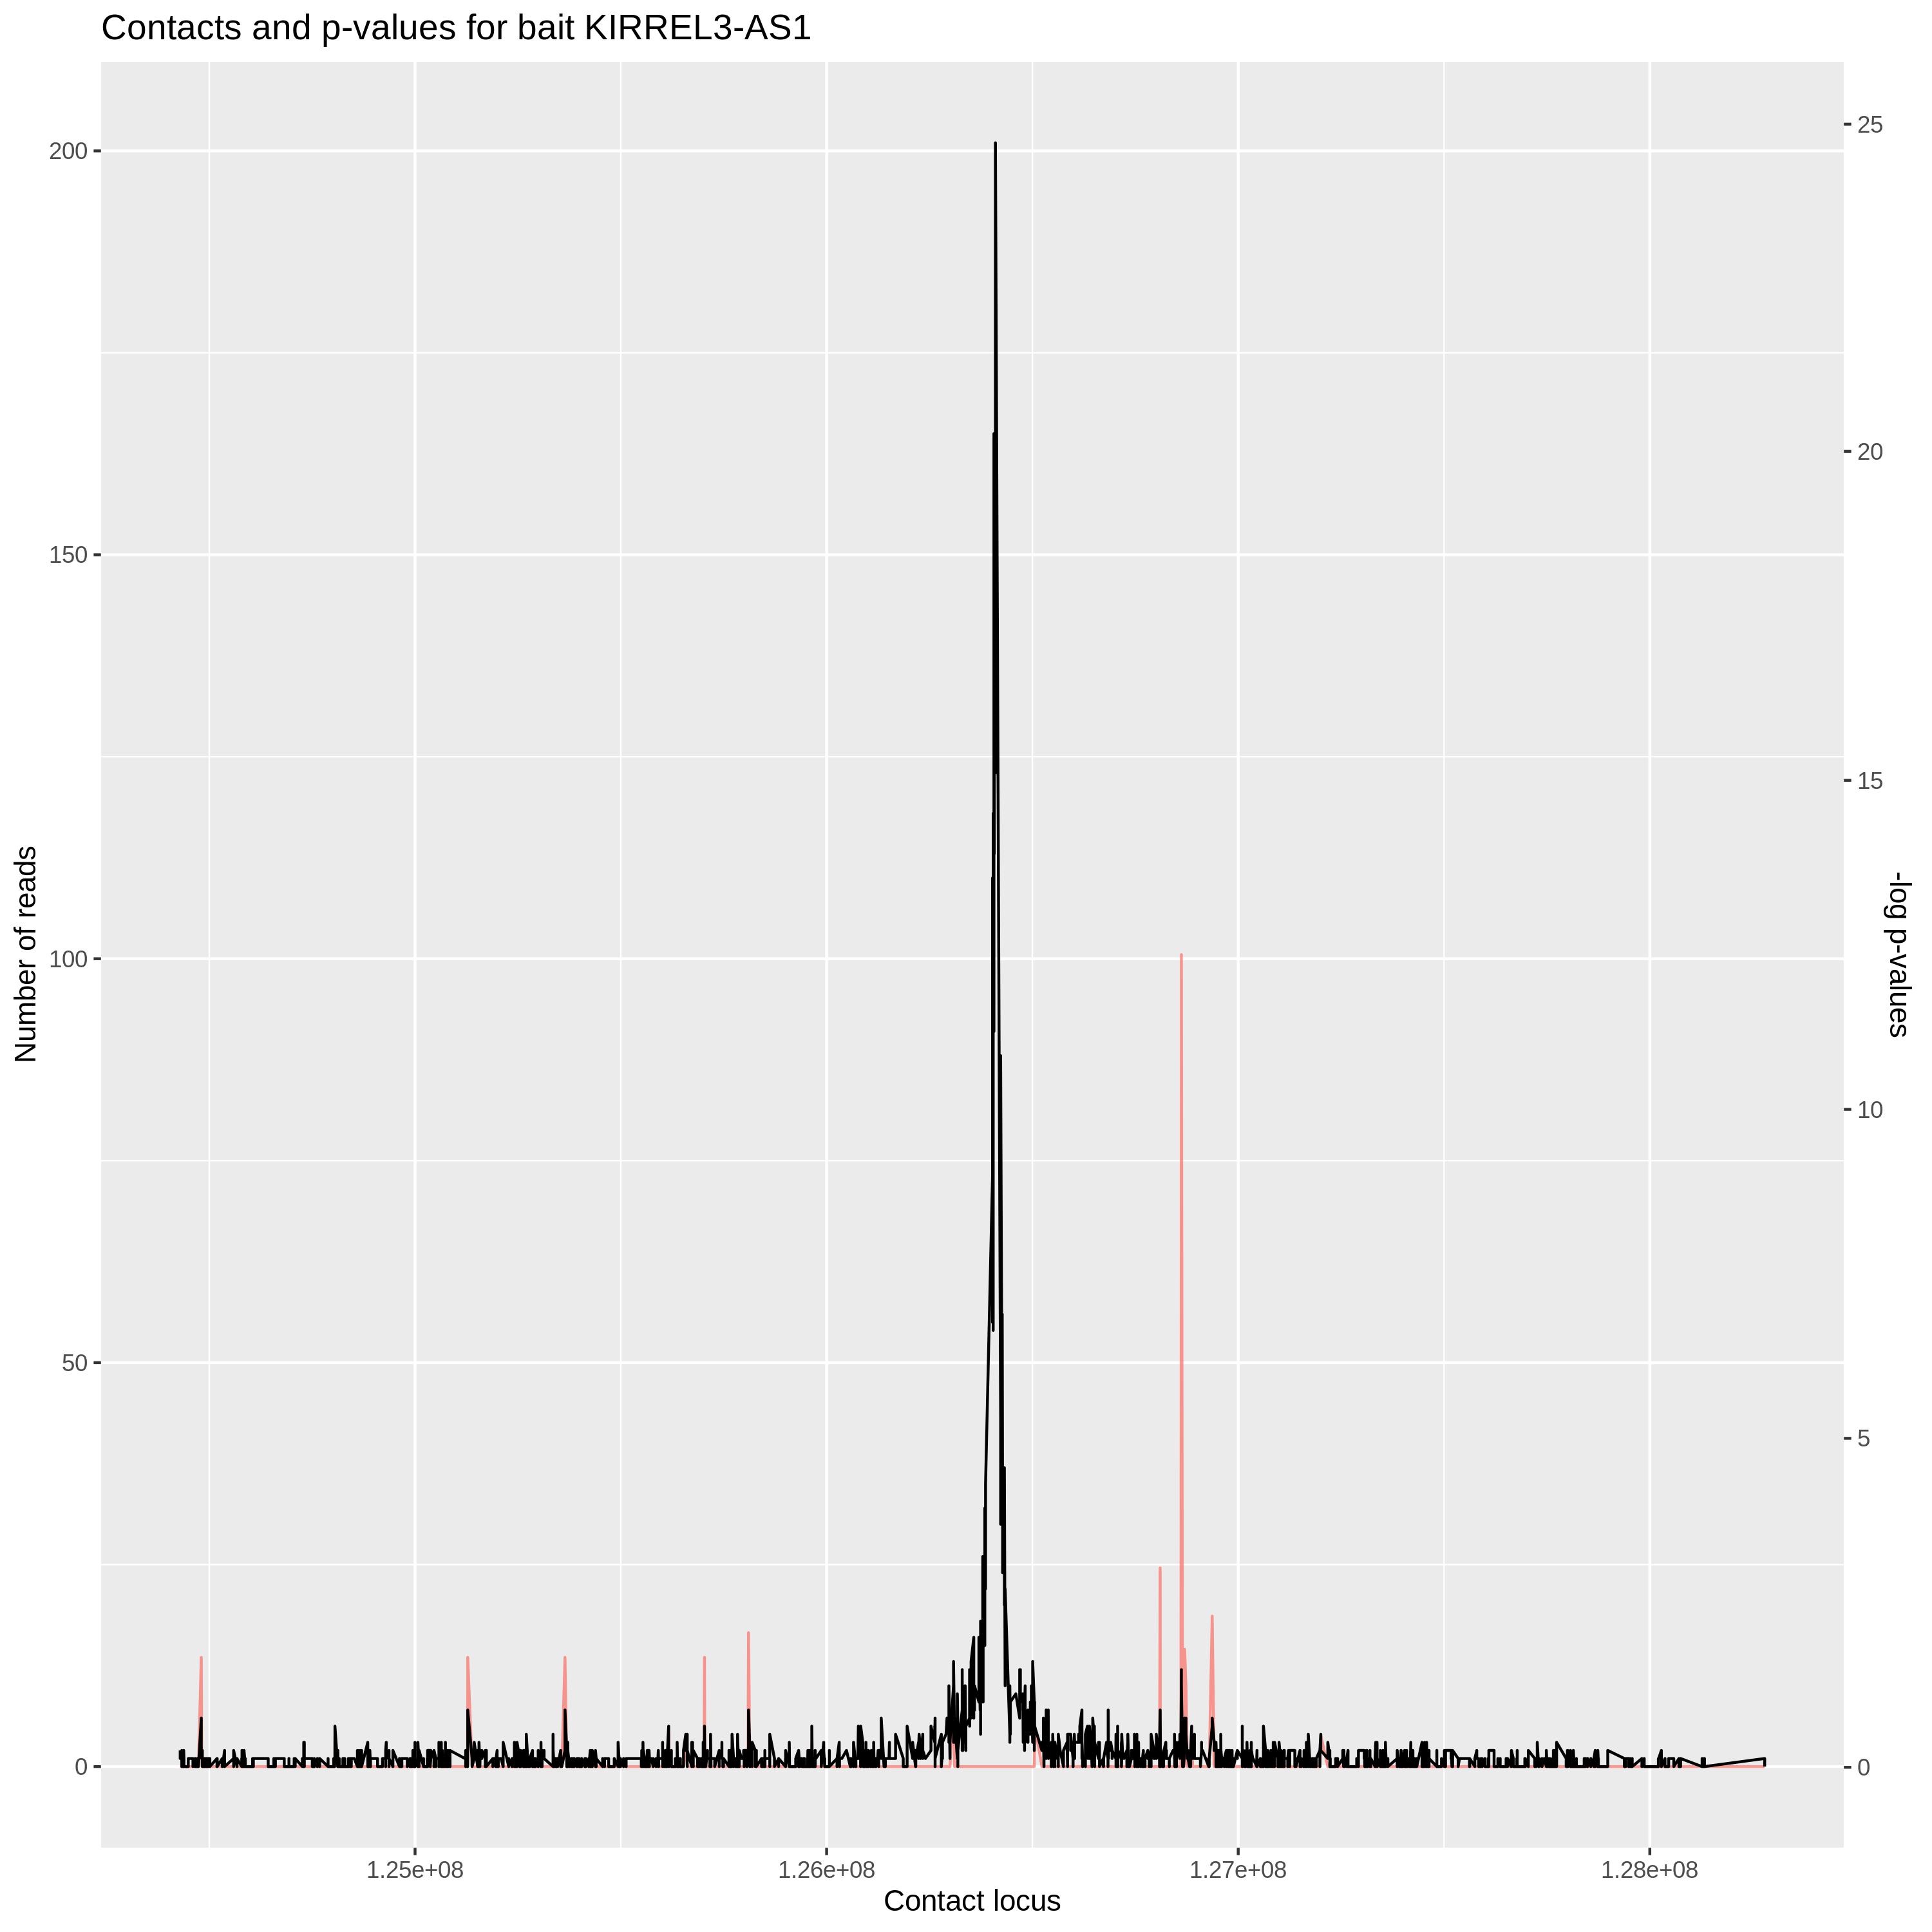 Contacts and p-values for bait KIRREL3-AS1
Number of reads
200
150
100
50
0
25
20
15
10
5
0
-log p-values
1.25e+08
1.26e+08
1.27e+08
1.28e+08
Contact locus